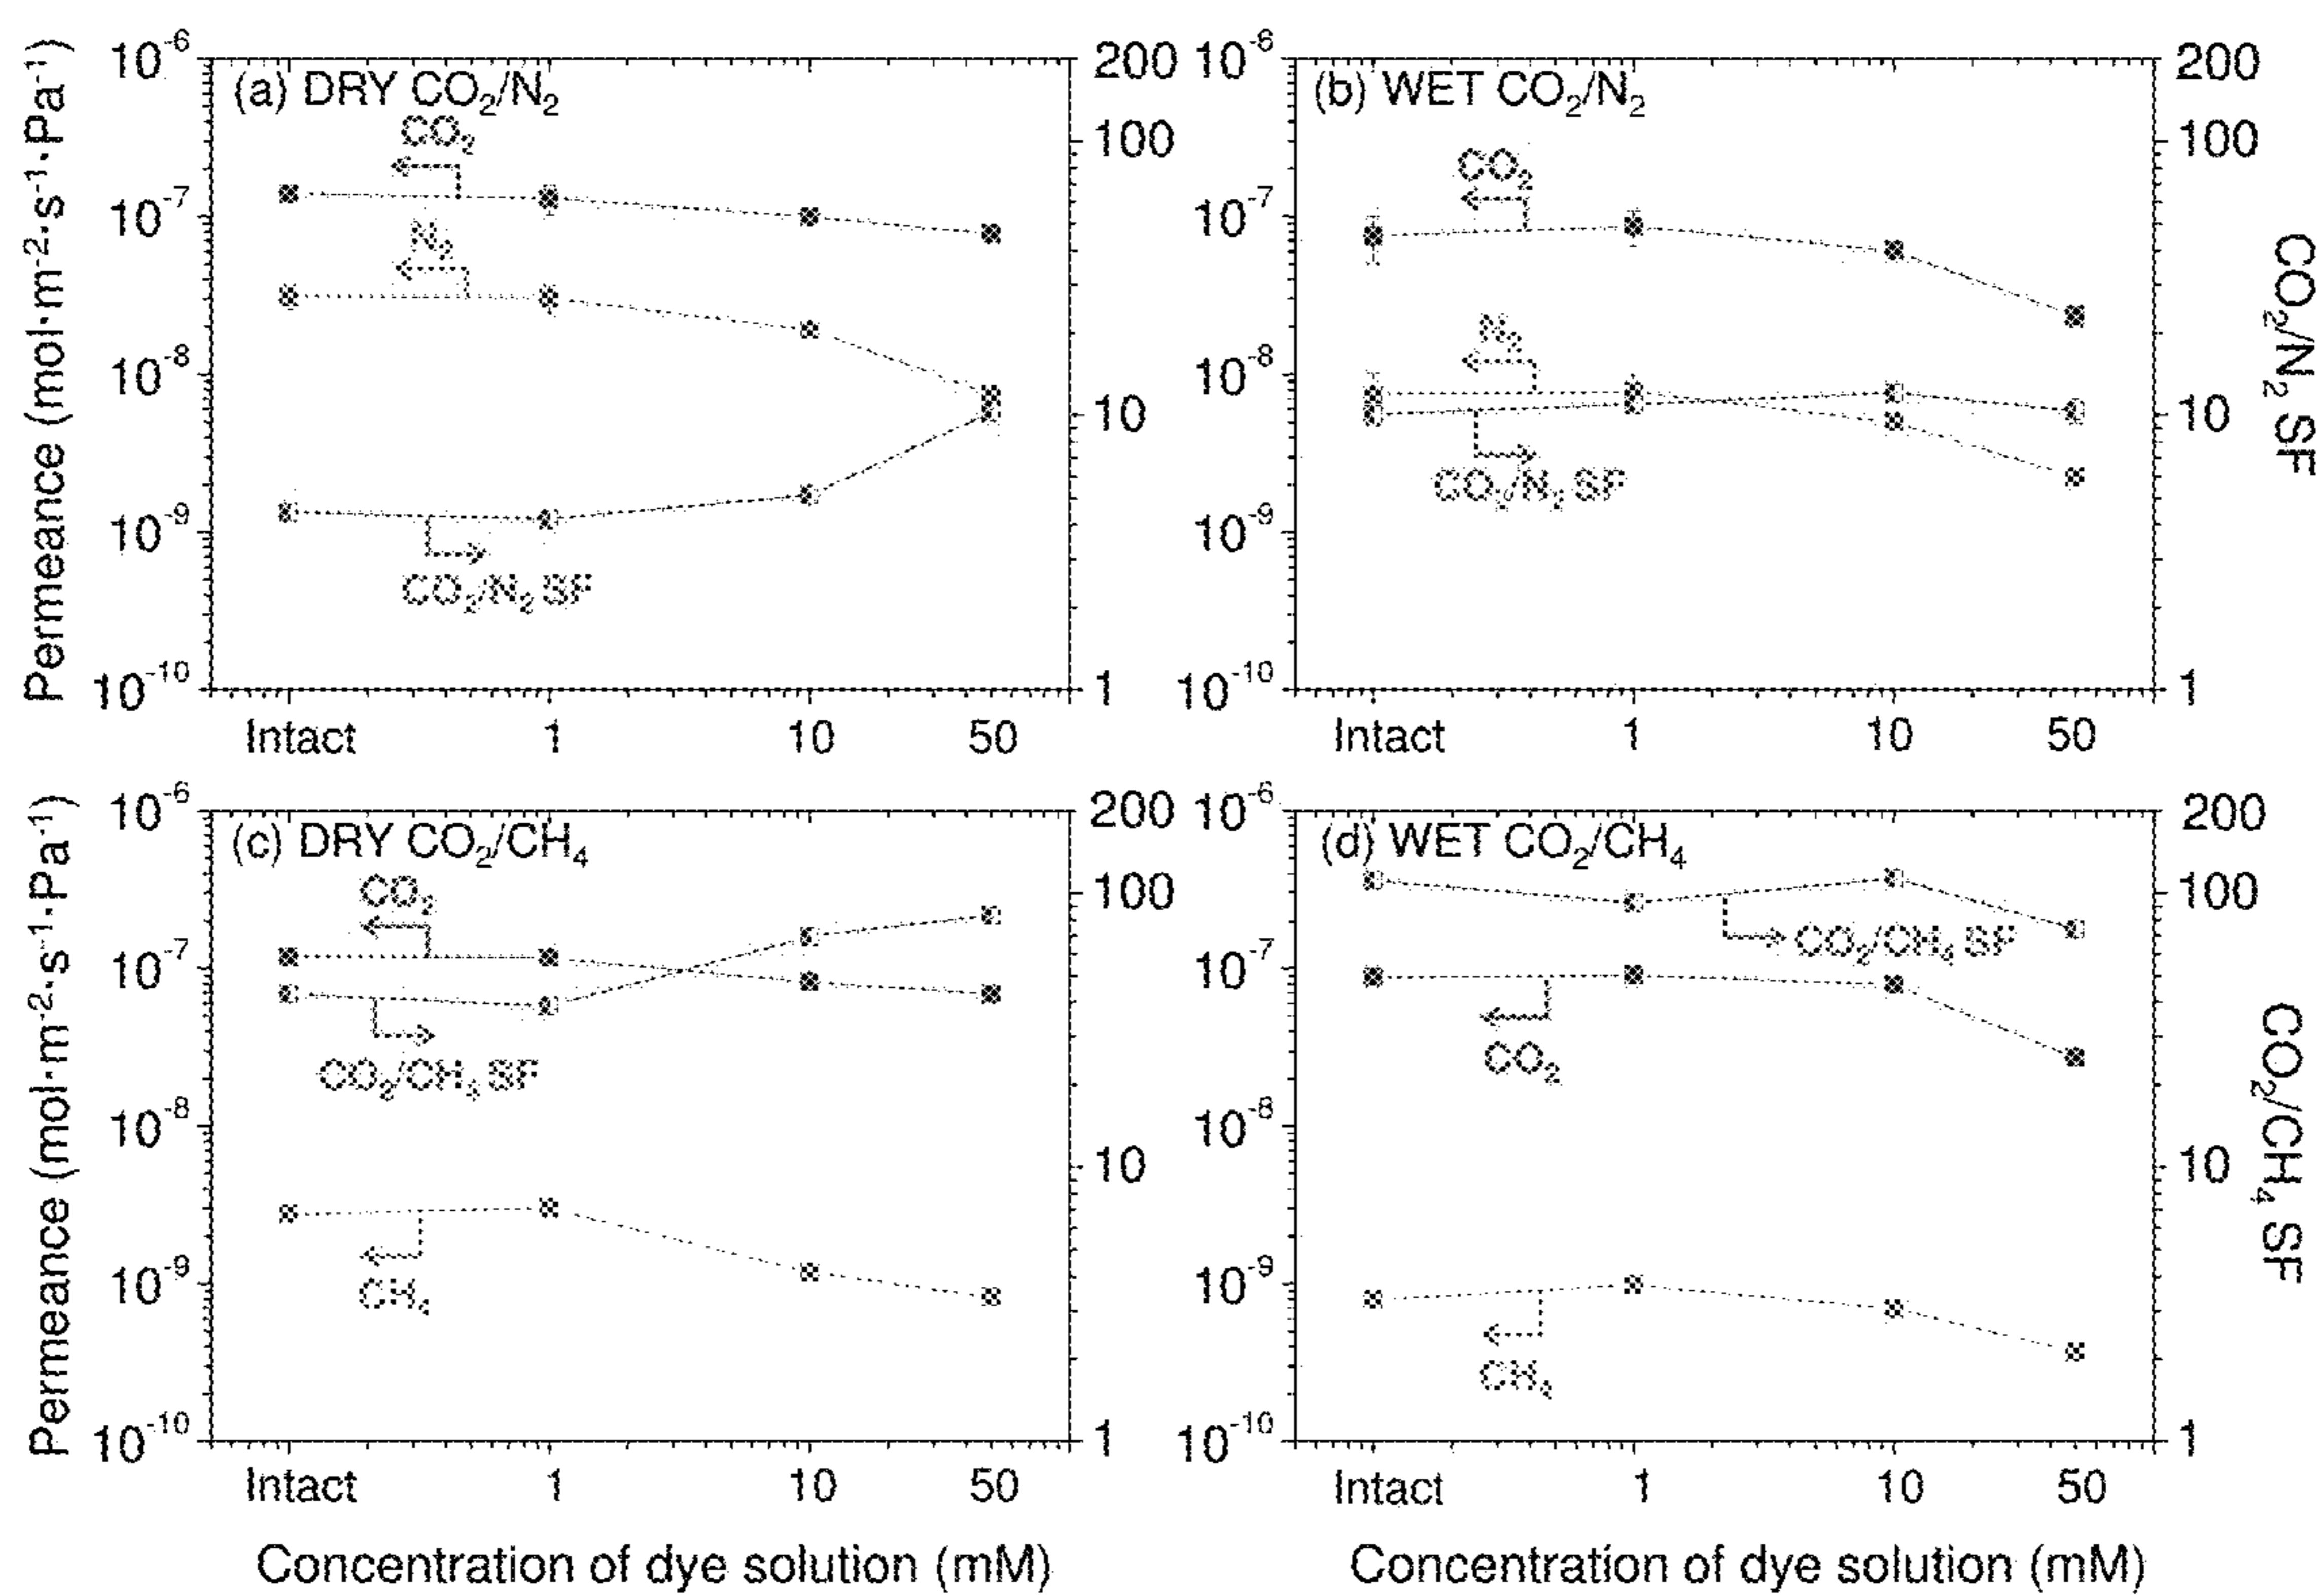 Permeance (mol·m⁻²·s⁻¹·Pa⁻¹)
10⁻⁶
10⁻⁷
10⁻⁸
10⁻⁹
10⁻¹⁰
(a) DRY CO₂/N₂
CO₂
N₂
CO₂/N₂ SF
200
100
10
1
Intact 1 10 50
10⁻⁶
10⁻⁷
10⁻⁸
10⁻⁹
10⁻¹⁰
(b) WET CO₂/N₂
CO₂
N₂
CO₂/N₂ SF
200
100
10
1
CO₂/N₂ SF
Intact 1 10 50
Permeance (mol·m⁻²·s⁻¹·Pa⁻¹)
10⁻⁶
10⁻⁷
10⁻⁸
10⁻⁹
10⁻¹⁰
(c) DRY CO₂/CH₄
CO₂
CO₂/CH₄ SF
CH₄
200
100
10
1
Intact 1 10 50
Concentration of dye solution (mM)
10⁻⁶
10⁻⁷
10⁻⁸
10⁻⁹
10⁻¹⁰
(d) WET CO₂/CH₄
CO₂/CH₄ SF
CO₂
CH₄
200
100
10
1
CO₂/CH₄ SF
Intact 1 10 50
Concentration of dye solution (mM)